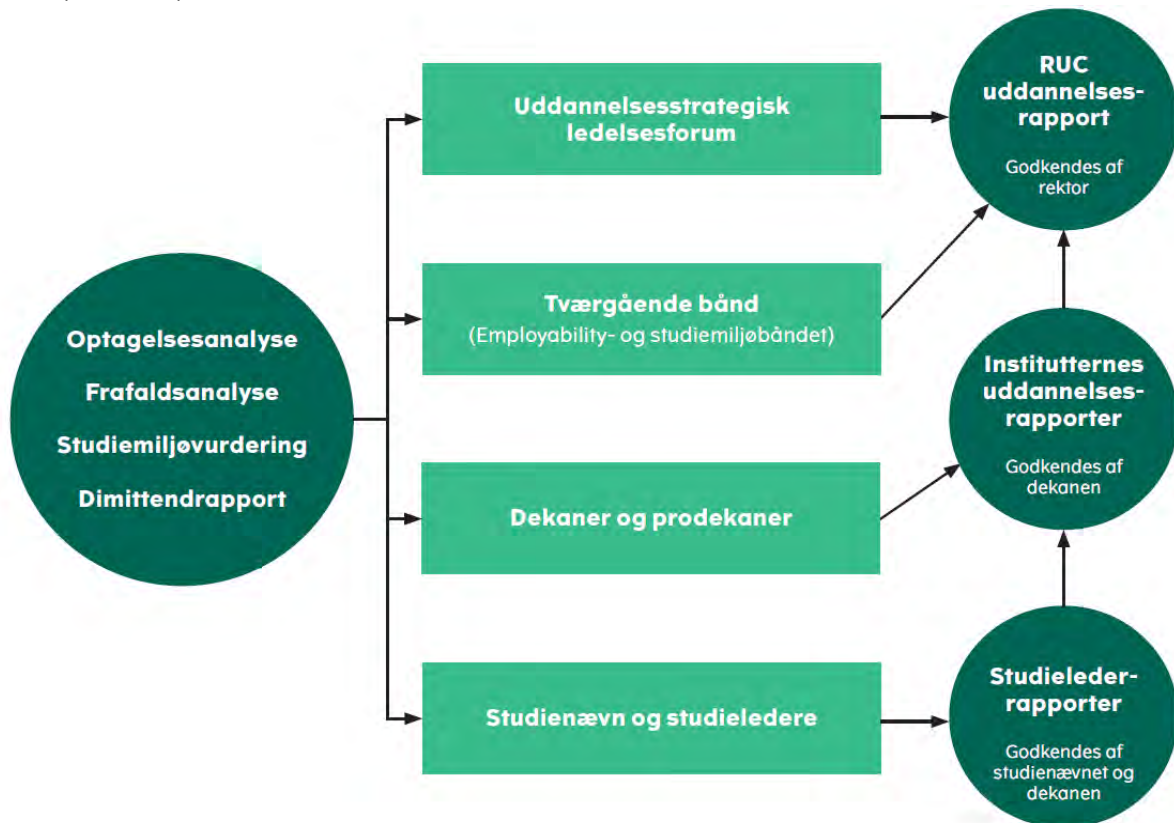 Optagelsesanalyse
Frafaldsanalyse
Studiemiljøvurdering
Dimittendrapport
Uddannelsesstrategisk
ledelsesforum
Tværgående bånd
(Employability- og studiemiljøbåndet)
Dekaner og prodekaner
Studienævn og studieledere
RUC
uddannelses-
rapport
Godkendes af
rektor
Institutternes
uddannelses-
rapporter
Godkendes af
dekanen
Studieleder-
rapporter
Godkendes af
studienævnet og
dekanen